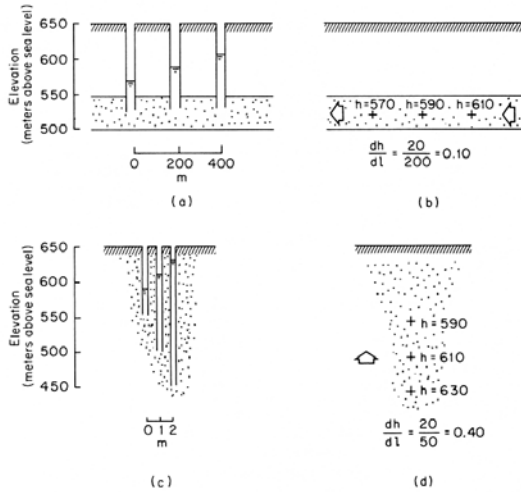 Elevation
(meters above sea level)
650
600
550
500
0 200 400
m
(a)
h=570 h=590 h=610
dh/dl = 20/200 = 0.10
(b)
Elevation
(meters above sea level)
650
600
550
500
450
0 1 2
m
(c)
h=590
h=610
h=630
dh/dl = 20/50 = 0.40
(d)